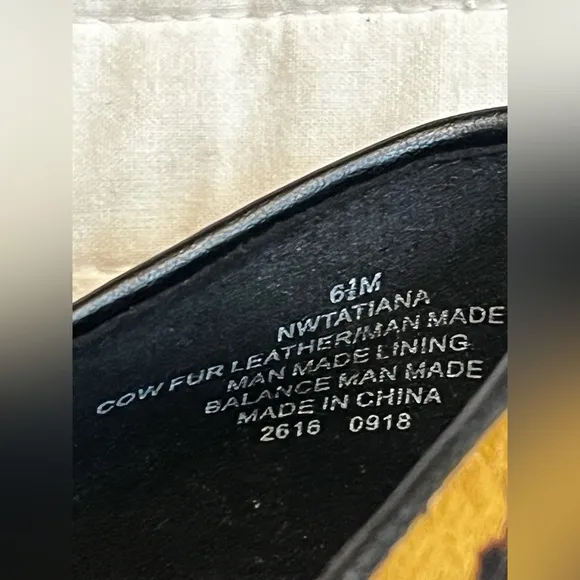 6½M
NWTATIANA
COW FUR LEATHER/MAN MADE
MAN MADE LINING
BALANCE MAN MADE
MADE IN CHINA
2616 0918